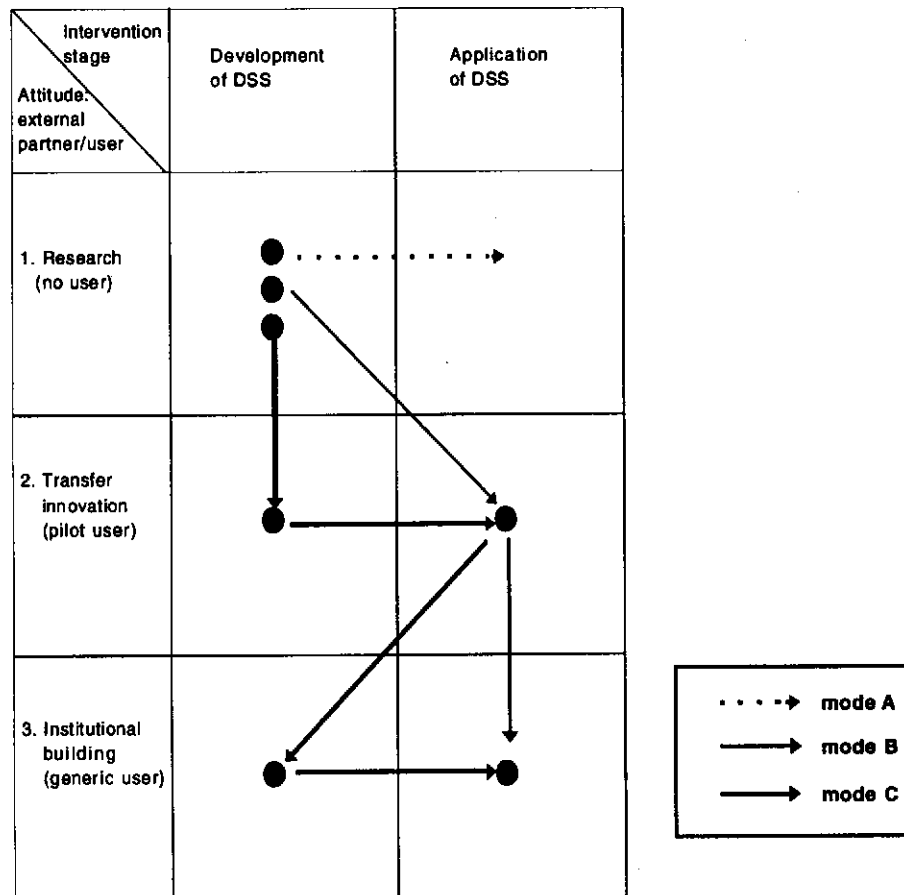 Intervention
stage
Attitude:
external
partner/user
Development
of DSS
Application
of DSS
1. Research
(no user)
2. Transfer
innovation
(pilot user)
3. Institutional
building
(generic user)
mode A
mode B
mode C